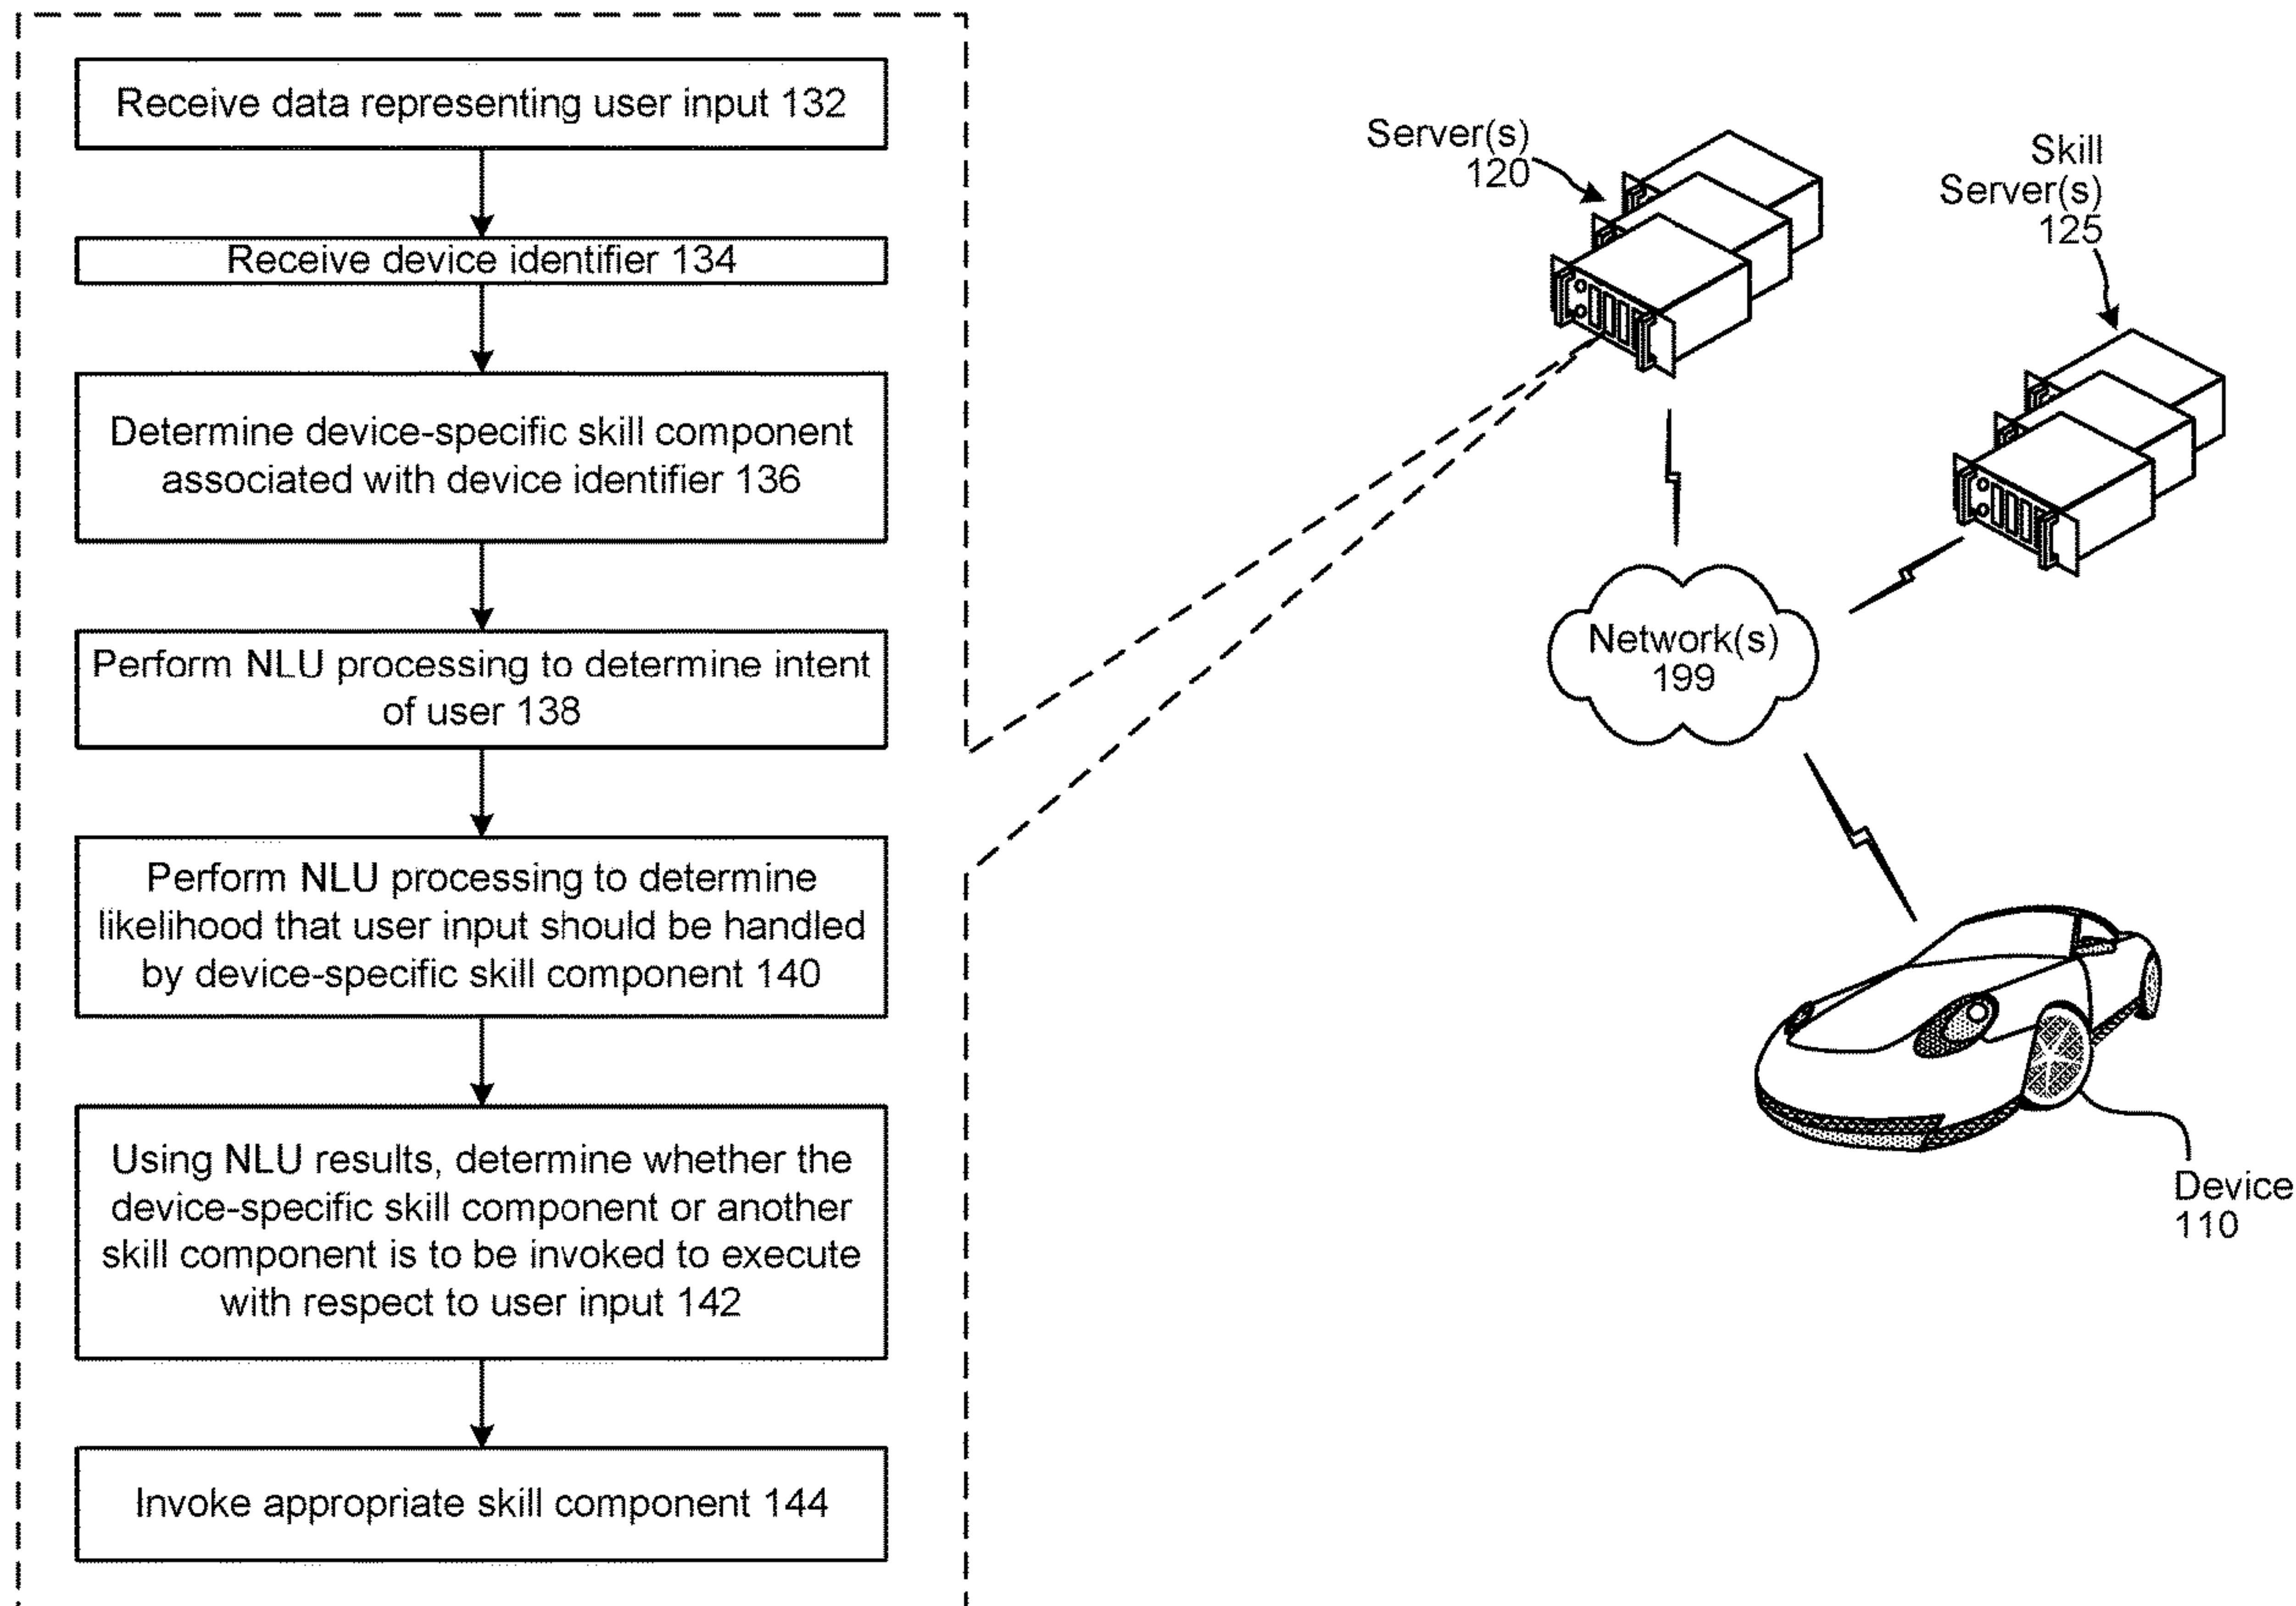 Receive data representing user input 132
Receive device identifier 134
Determine device-specific skill component
associated with device identifier 136
Perform NLU processing to determine intent
of user 138
Perform NLU processing to determine
likelihood that user input should be handled
by device-specific skill component 140
Using NLU results, determine whether the
device-specific skill component or another
skill component is to be invoked to execute
with respect to user input 142
Invoke appropriate skill component 144
Server(s)
120
Skill
Server(s)
125
Network(s)
199
Device
110